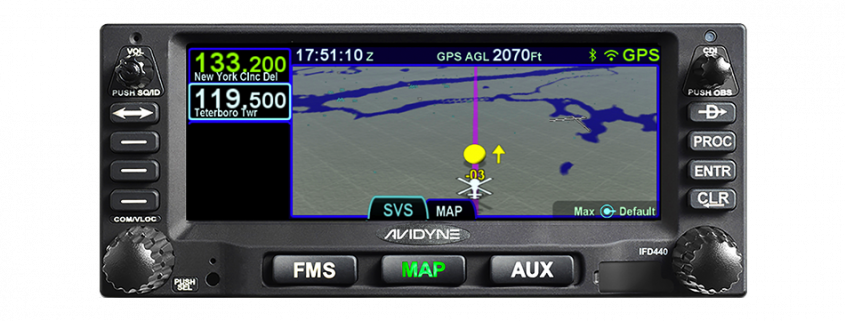 VOL
PUSH SQ/ID
COM/VLOC
PUSH
SEL
133.200
New York Clnc Del
119.500
Teterboro Twr
17:51:10 Z
GPS AGL 2070Ft
GPS
-03
SVS
MAP
Max
Default
AVIDYNE
FMS
MAP
AUX
CDI
PUSH OBS
D
PROC
ENTR
CLR
IFD440